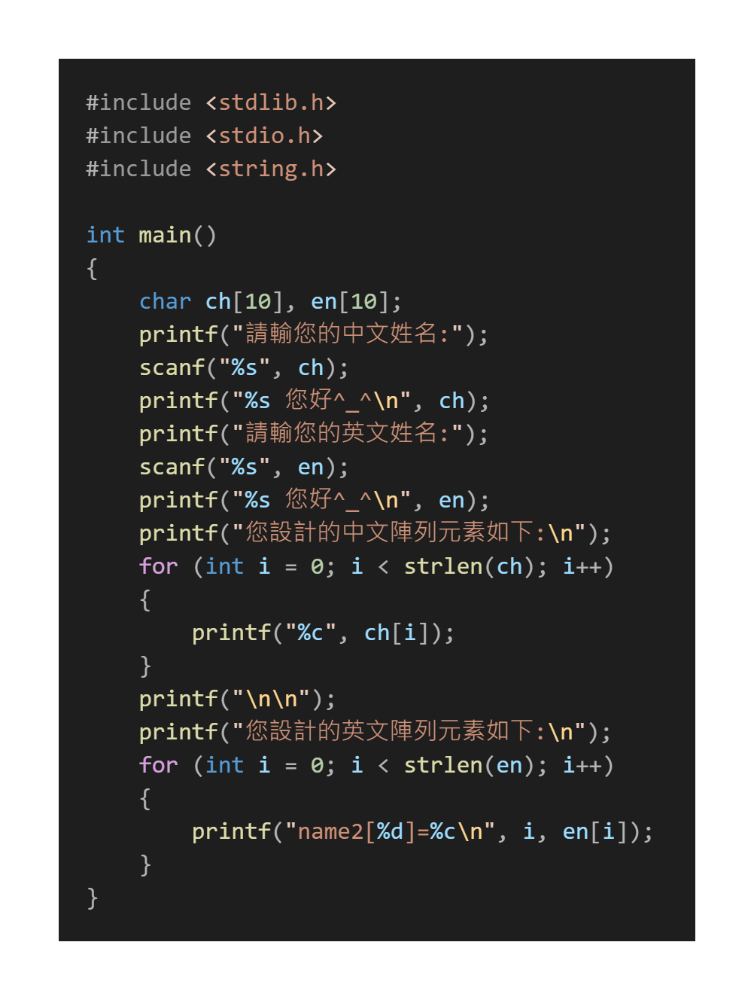 #include <stdlib.h>
#include <stdio.h>
#include <string.h>

int main()
{
    char ch[10], en[10];
    printf("請輸您的中文姓名:");
    scanf("%s", ch);
    printf("%s 您好^_^\n", ch);
    printf("請輸您的英文姓名:");
    scanf("%s", en);
    printf("%s 您好^_^\n", en);
    printf("您設計的中文陣列元素如下:\n");
    for (int i = 0; i < strlen(ch); i++)
    {
        printf("%c", ch[i]);
    }
    printf("\n\n");
    printf("您設計的英文陣列元素如下:\n");
    for (int i = 0; i < strlen(en); i++)
    {
        printf("name2[%d]=%c\n", i, en[i]);
    }
}